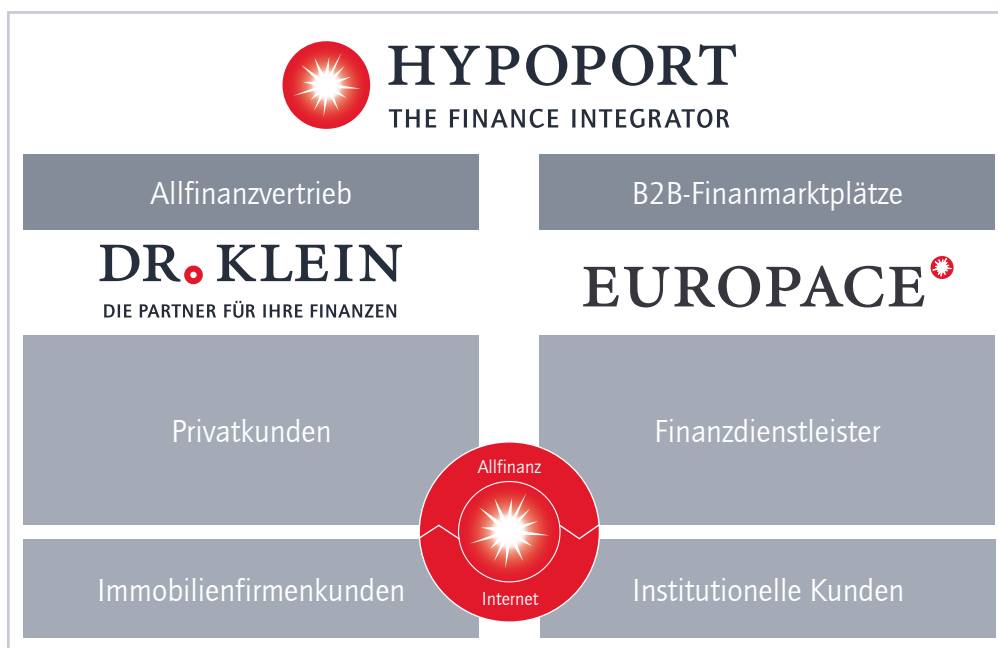 HYPOPORT
THE FINANCE INTEGRATOR
Allfinanzvertrieb
B2B-Finanmarktplätze
DR. KLEIN
DIE PARTNER FÜR IHRE FINANZEN
EUROPACE
Privatkunden
Finanzdienstleister
Allfinanz
Internet
Immobilienfirmenkunden
Institutionelle Kunden